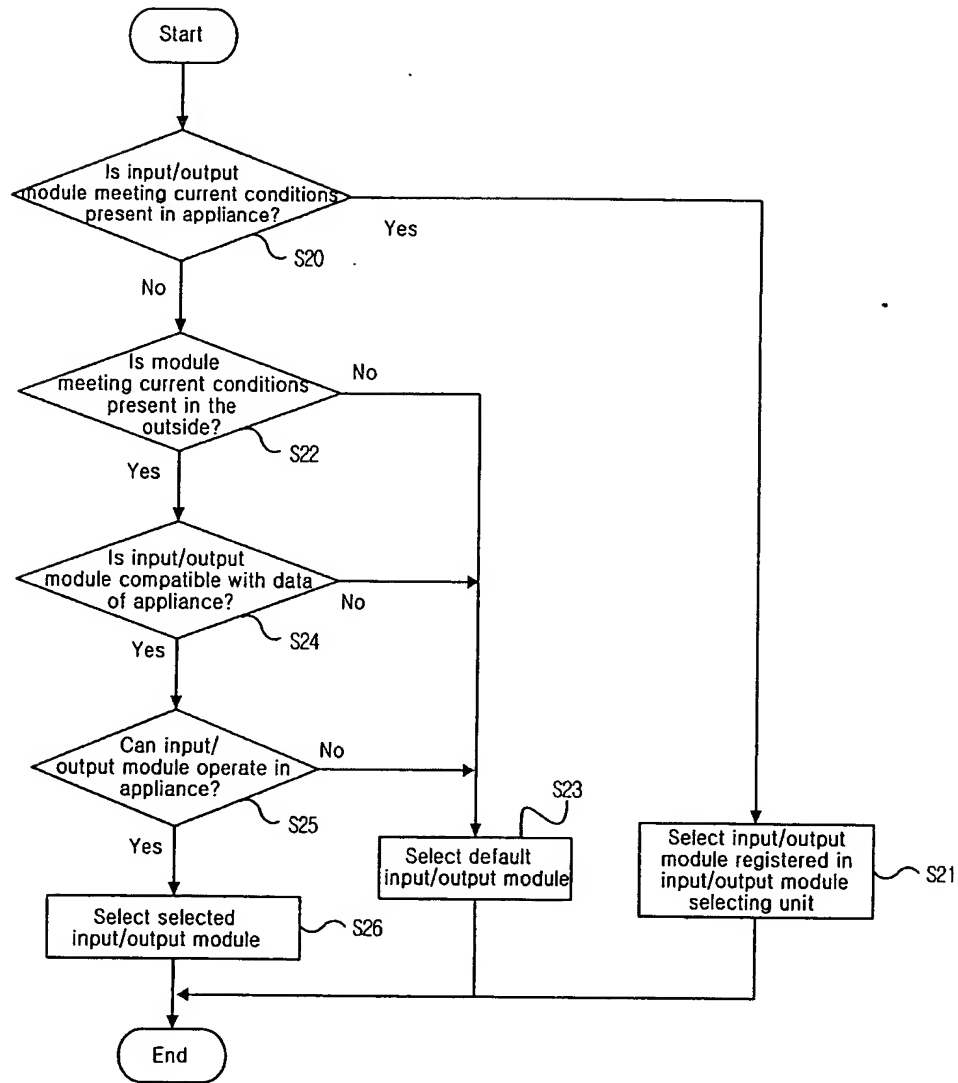 Start
Is input/output
module meeting current conditions
present in appliance?
Yes
S20
No
Is module
meeting current conditions
present in the
outside?
No
S22
Yes
Is input/output
module compatible with data
of appliance?
No
S24
Yes
Can input/
output module operate in
appliance?
No
S25
Yes
S23
Select default
input/output module
Select input/output
module registered in
input/output module
selecting unit
S21
Select selected
input/output module
S26
End